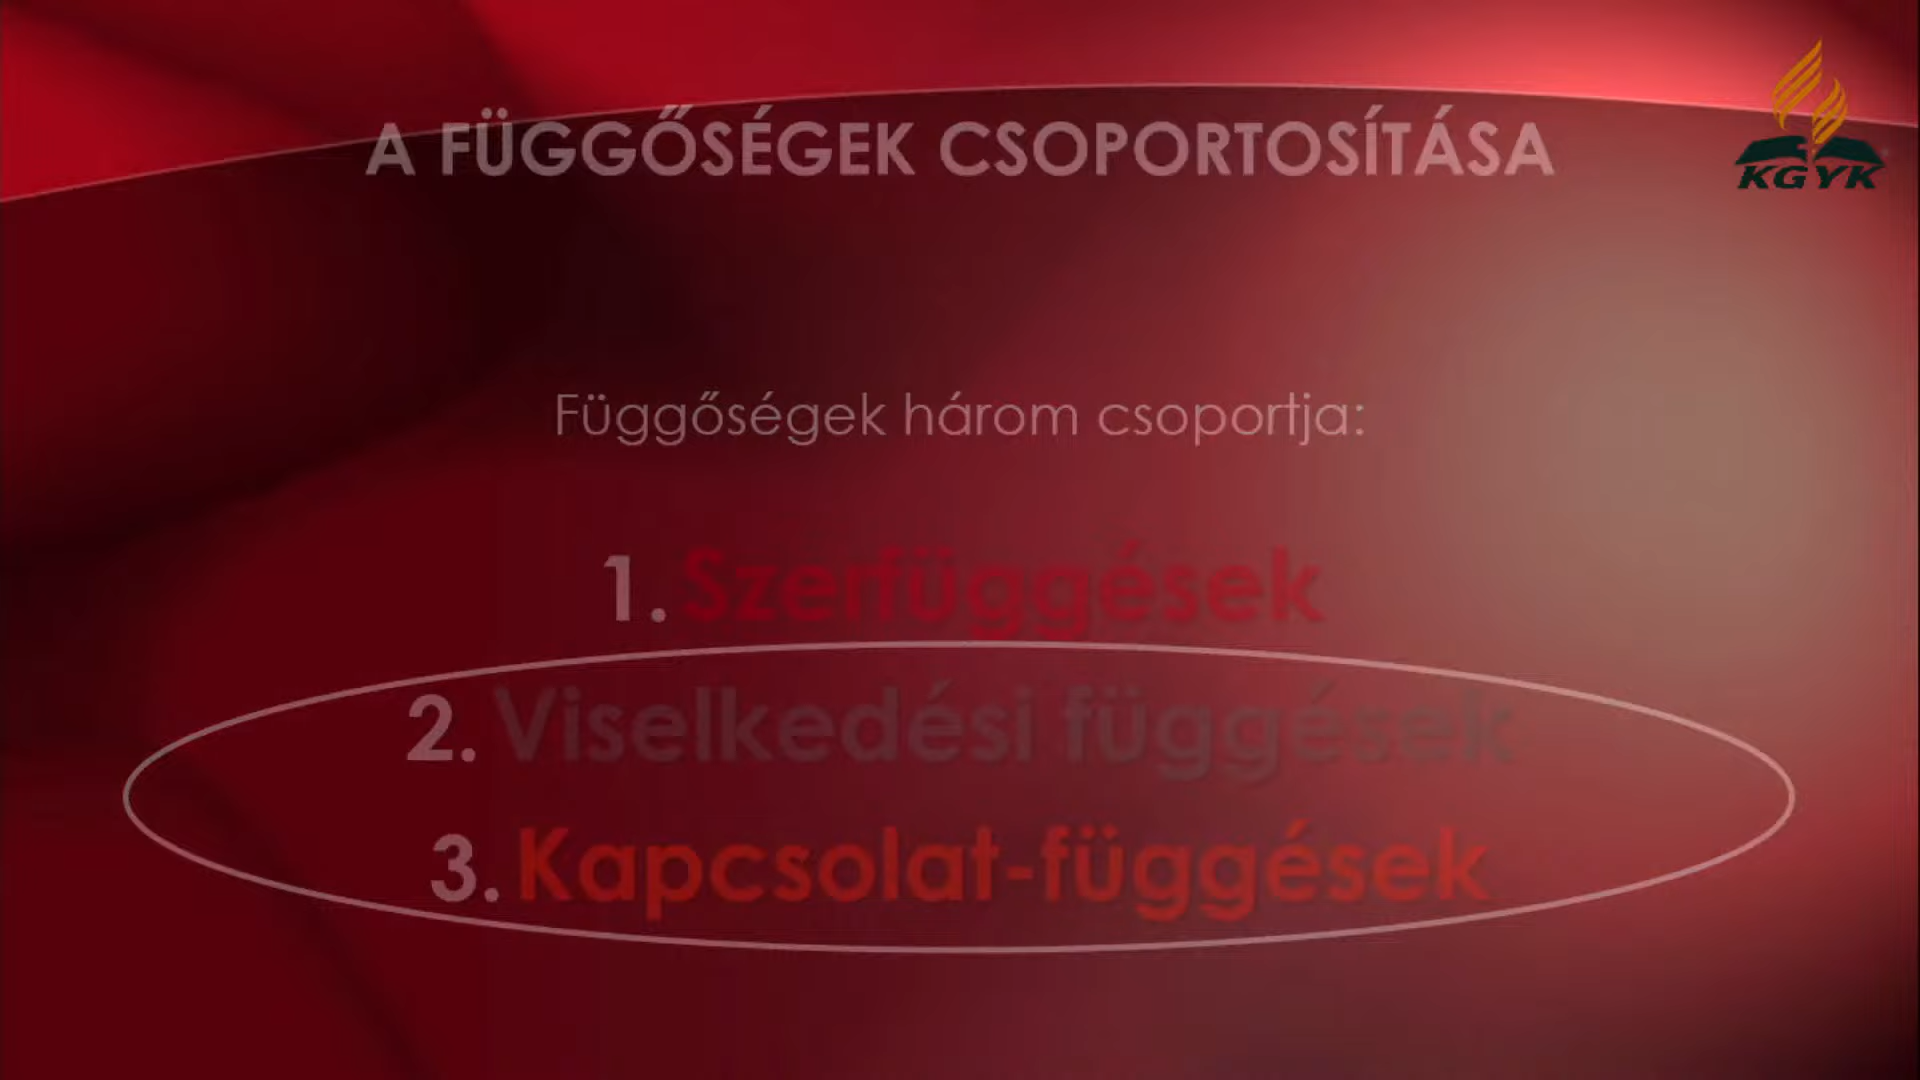 A FÜGGŐSÉGEK CSOPORTOSÍTÁSA
KGYK
Függőségek három csoportja:
1. Szerfüggések
2. Viselkedési függések
3. Kapcsolat-függések